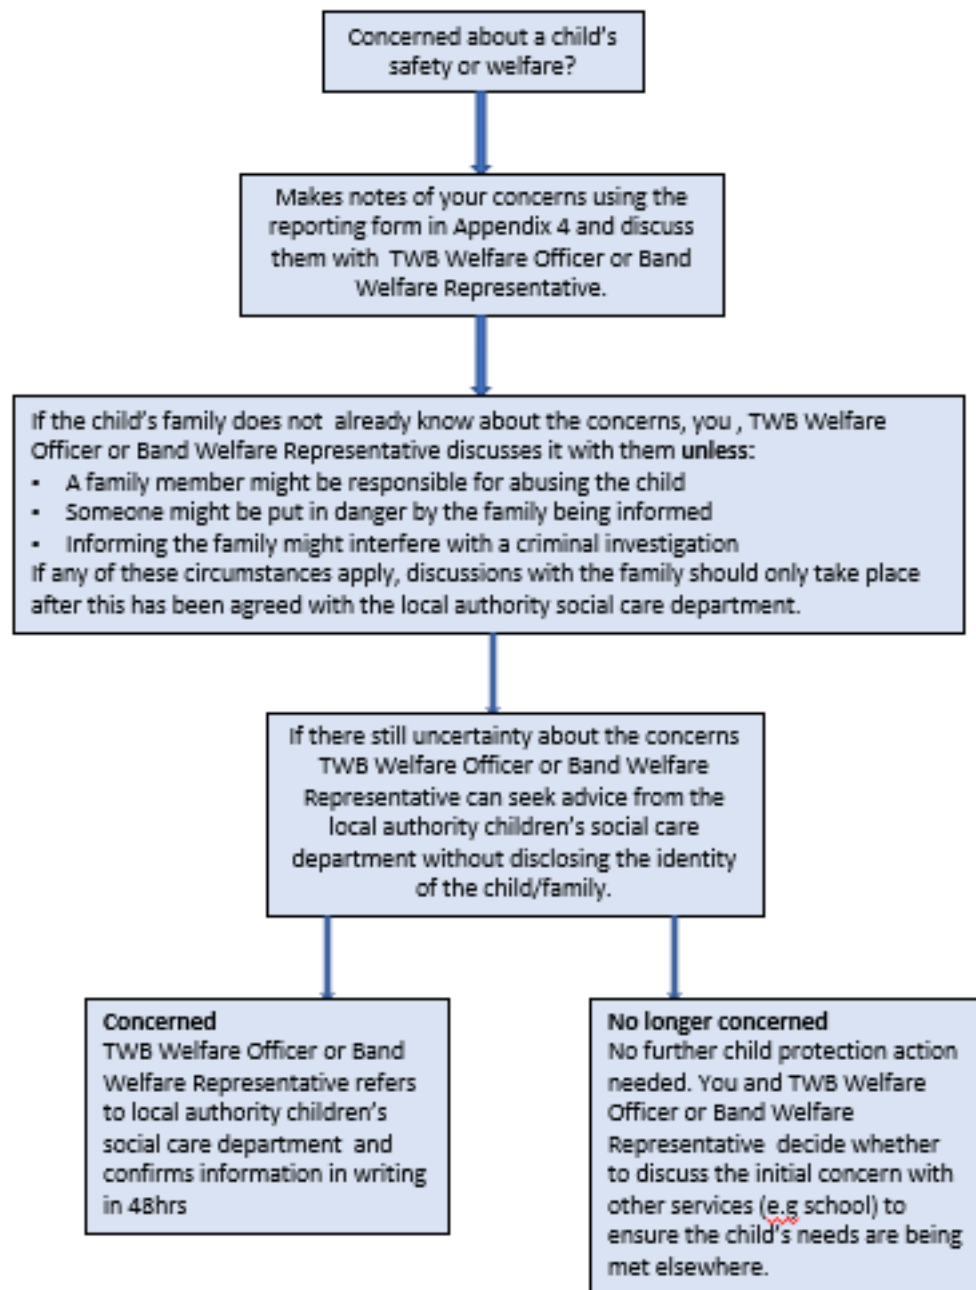 Concerned about a child's
safety or welfare?
Makes notes of your concerns using the
reporting form in Appendix 4 and discuss
them with  TWB Welfare Officer or Band
Welfare Representative.
If the child's family does not  already know about the concerns, you , TWB Welfare
Officer or Band Welfare Representative discusses it with them unless:
▪ A family member might be responsible for abusing the child
▪ Someone might be put in danger by the family being informed
▪ Informing the family might interfere with a criminal investigation
If any of these circumstances apply, discussions with the family should only take place
after this has been agreed with the local authority social care department.
If there still uncertainty about the concerns
TWB Welfare Officer or Band Welfare
Representative can seek advice from the
local authority children's social care
department without disclosing the identity
of the child/family.
Concerned
TWB Welfare Officer or Band
Welfare Representative refers
to local authority children's
social care department  and
confirms information in writing
in 48hrs
No longer concerned
No further child protection action
needed. You and TWB Welfare
Officer or Band Welfare
Representative  decide whether
to discuss the initial concern with
other services (e.g school) to
ensure the child's needs are being
met elsewhere.